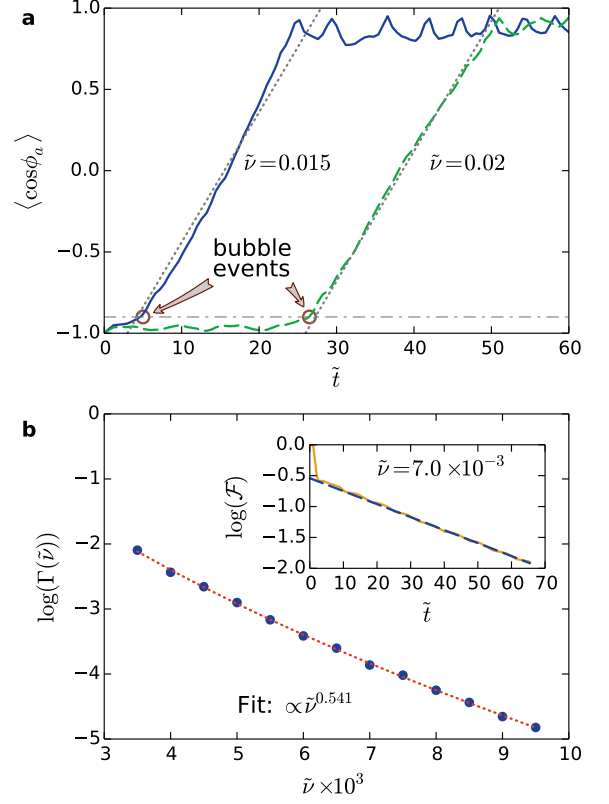 a
1.0
0.5
0.0
−0.5
−1.0
⟨cosϕₐ⟩
ν̃ = 0.015
ν̃ = 0.02
bubble
events
0 10 20 30 40 50 60
t̃
b
0
−1
−2
−3
−4
−5
log(Γ(ν̃))
0.0
−0.5
−1.0
−1.5
−2.0
log(ℱ)
ν̃ = 7.0 ×10⁻³
0 10 20 30 40 50 60 70
t̃
Fit: ∝ν̃^0.541
3 4 5 6 7 8 9 10
ν̃ ×10³